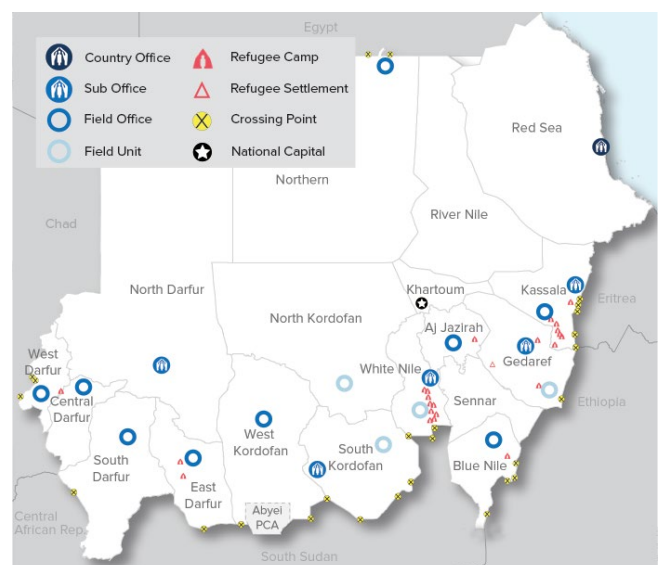 Egypt
Country Office
Refugee Camp
Sub Office
Refugee Settlement
Field Office
Crossing Point
Field Unit
National Capital
Red Sea
Northern
River Nile
Chad
North Darfur
North Kordofan
Khartoum
Kassala
Eritrea
Aj Jazirah
West
Darfur
White Nile
Gedaref
Central
Darfur
Sennar
Ethiopia
West
Kordofan
South
Kordofan
South
Darfur
East
Darfur
Blue Nile
Abyei
PCA
Central
African Rep.
South Sudan